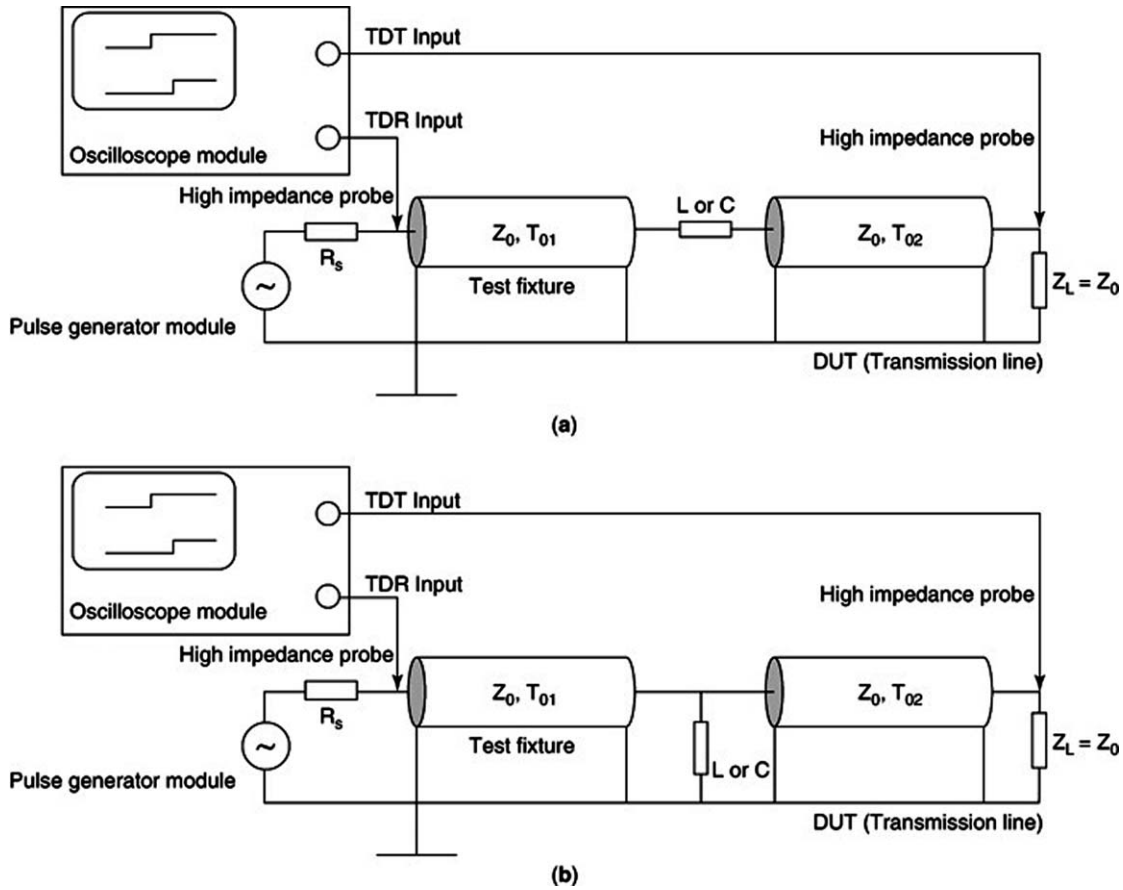 TDT Input
TDR Input
Oscilloscope module
High impedance probe
High impedance probe
L or C
Rs
Z0, T01
Z0, T02
Test fixture
ZL = Z0
~
Pulse generator module
DUT (Transmission line)
(a)
TDT Input
TDR Input
Oscilloscope module
High impedance probe
High impedance probe
Rs
Z0, T01
Z0, T02
Test fixture
L or C
ZL = Z0
~
Pulse generator module
DUT (Transmission line)
(b)